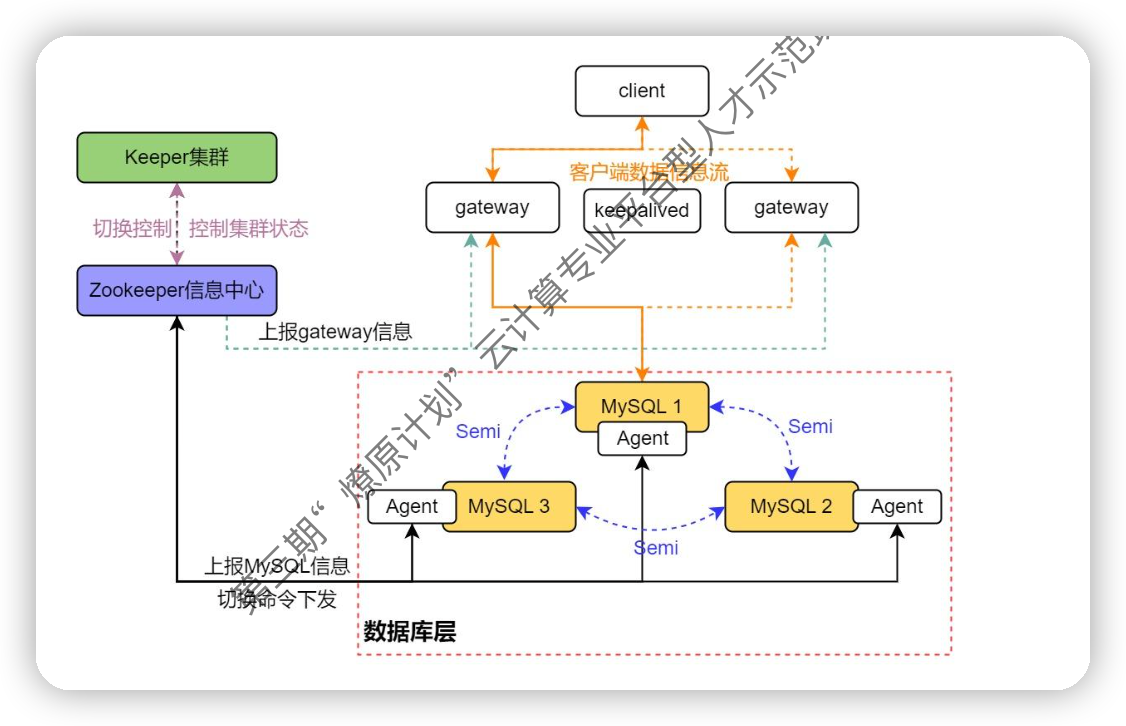 client
Keeper集群
客户端数据信息流
gateway
keepalived
gateway
切换控制
控制集群状态
Zookeeper信息中心
上报gateway信息
MySQL 1
Agent
Semi
Semi
Agent
MySQL 3
MySQL 2
Agent
Semi
上报MySQL信息
切换命令下发
数据库层
第二期“燎原计划”云计算专业平台型人才示范